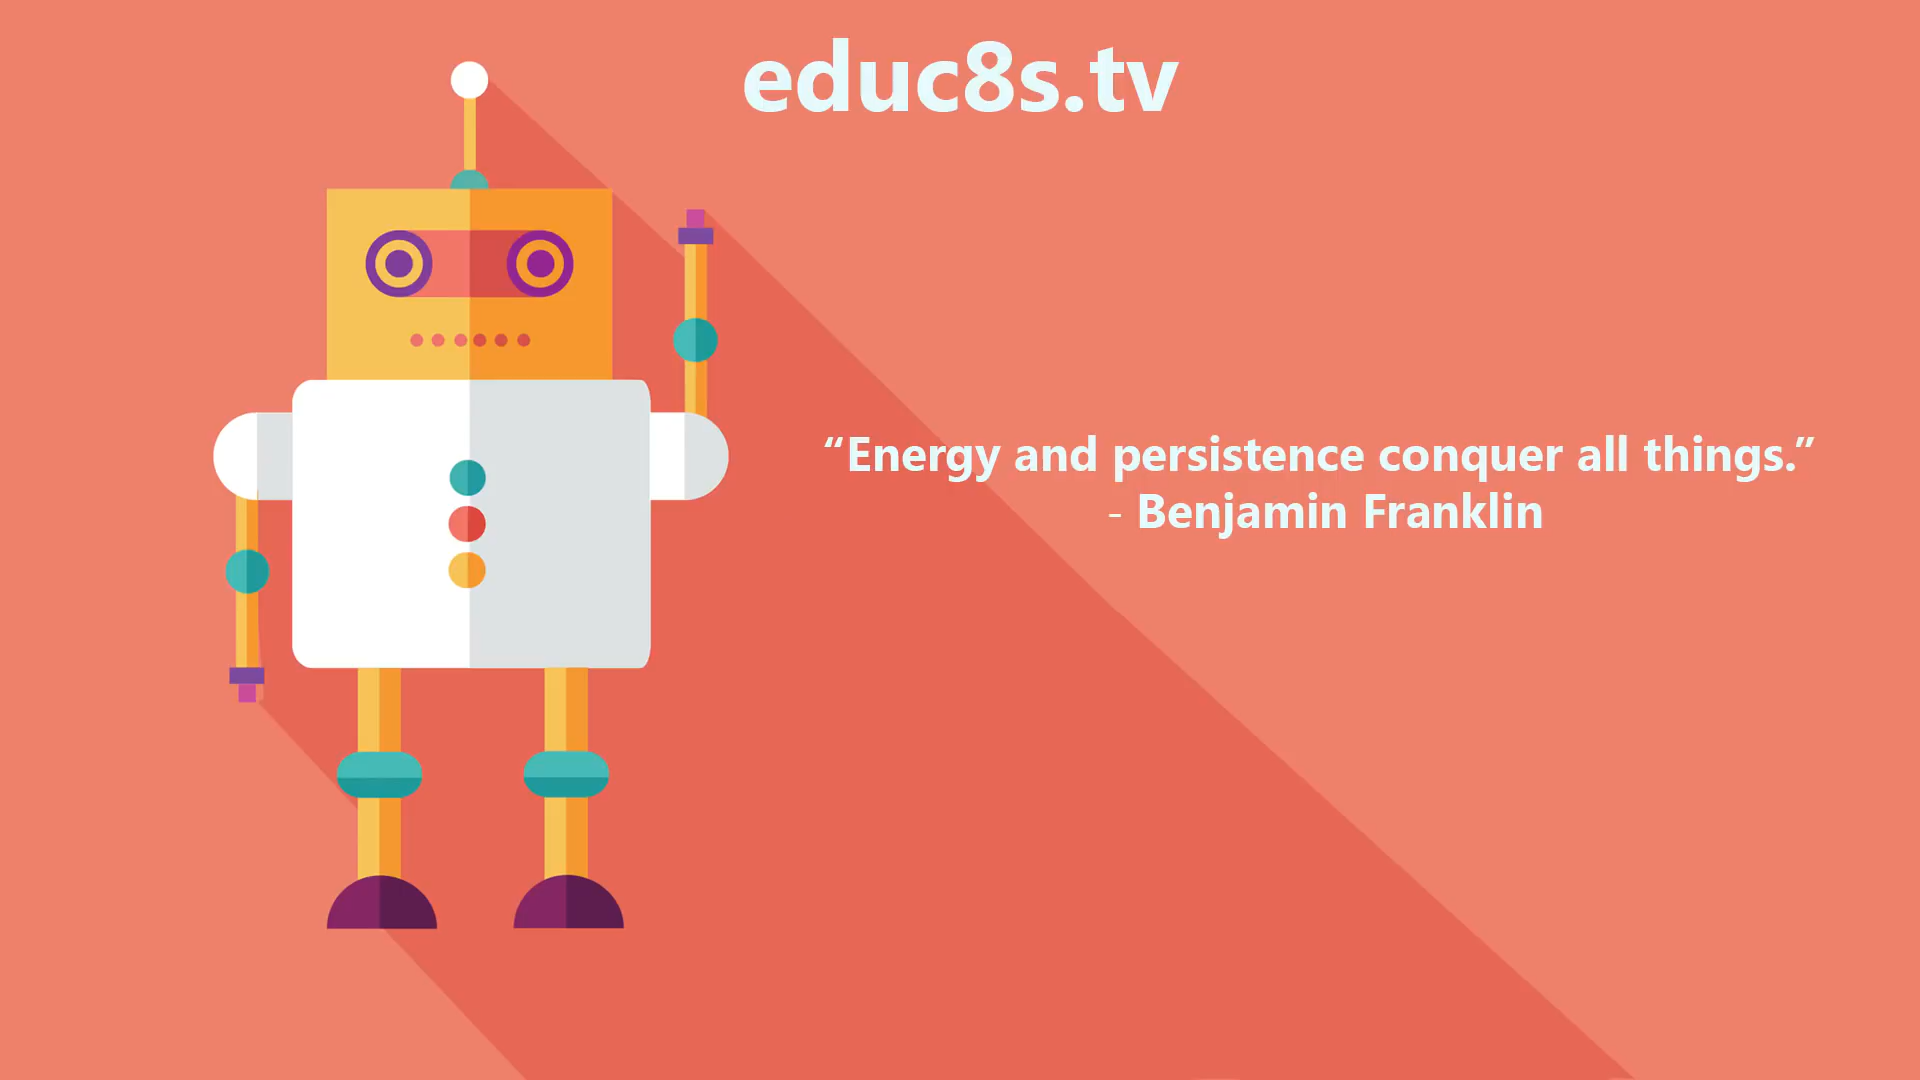 educ8s.tv
“Energy and persistence conquer all things.”
- Benjamin Franklin